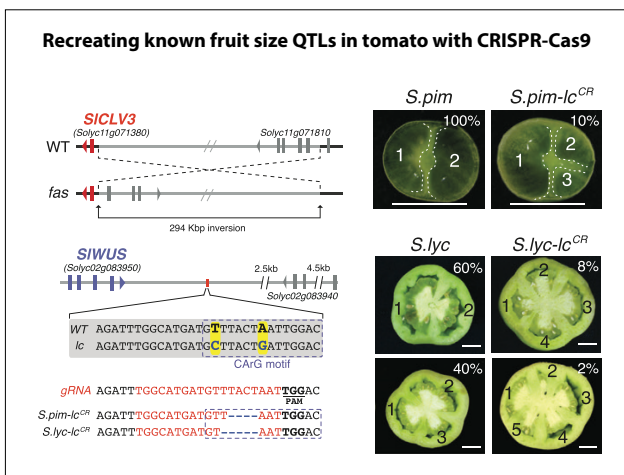 Recreating known fruit size QTLs in tomato with CRISPR-Cas9
SlCLV3
(Solyc11g071380)
Solyc11g071810
WT
//
fas
//
294 Kbp inversion
SlWUS
(Solyc02g083950)
2.5kb
4.5kb
//
//
Solyc02g083940
WT AGATTTGGCATGATGTTTACTAATTGGAC
lc AGATTTGGCATGATGCTTACTGATTGGAC
CArG motif
gRNA AGATTTGGCATGATGTTTACTAATTGGAC
PAM
S.pim-lcCR AGATTTGGCATGATGTT-----AATTGGAC
S.lyc-lcCR AGATTTGGCATGATGT------AATTGGAC
S.pim
100%
1
2
S.pim-lcCR
10%
1
2
3
S.lyc
60%
1
2
S.lyc-lcCR
8%
1
2
3
4
40%
1
2
3
2%
1
2
3
4
5